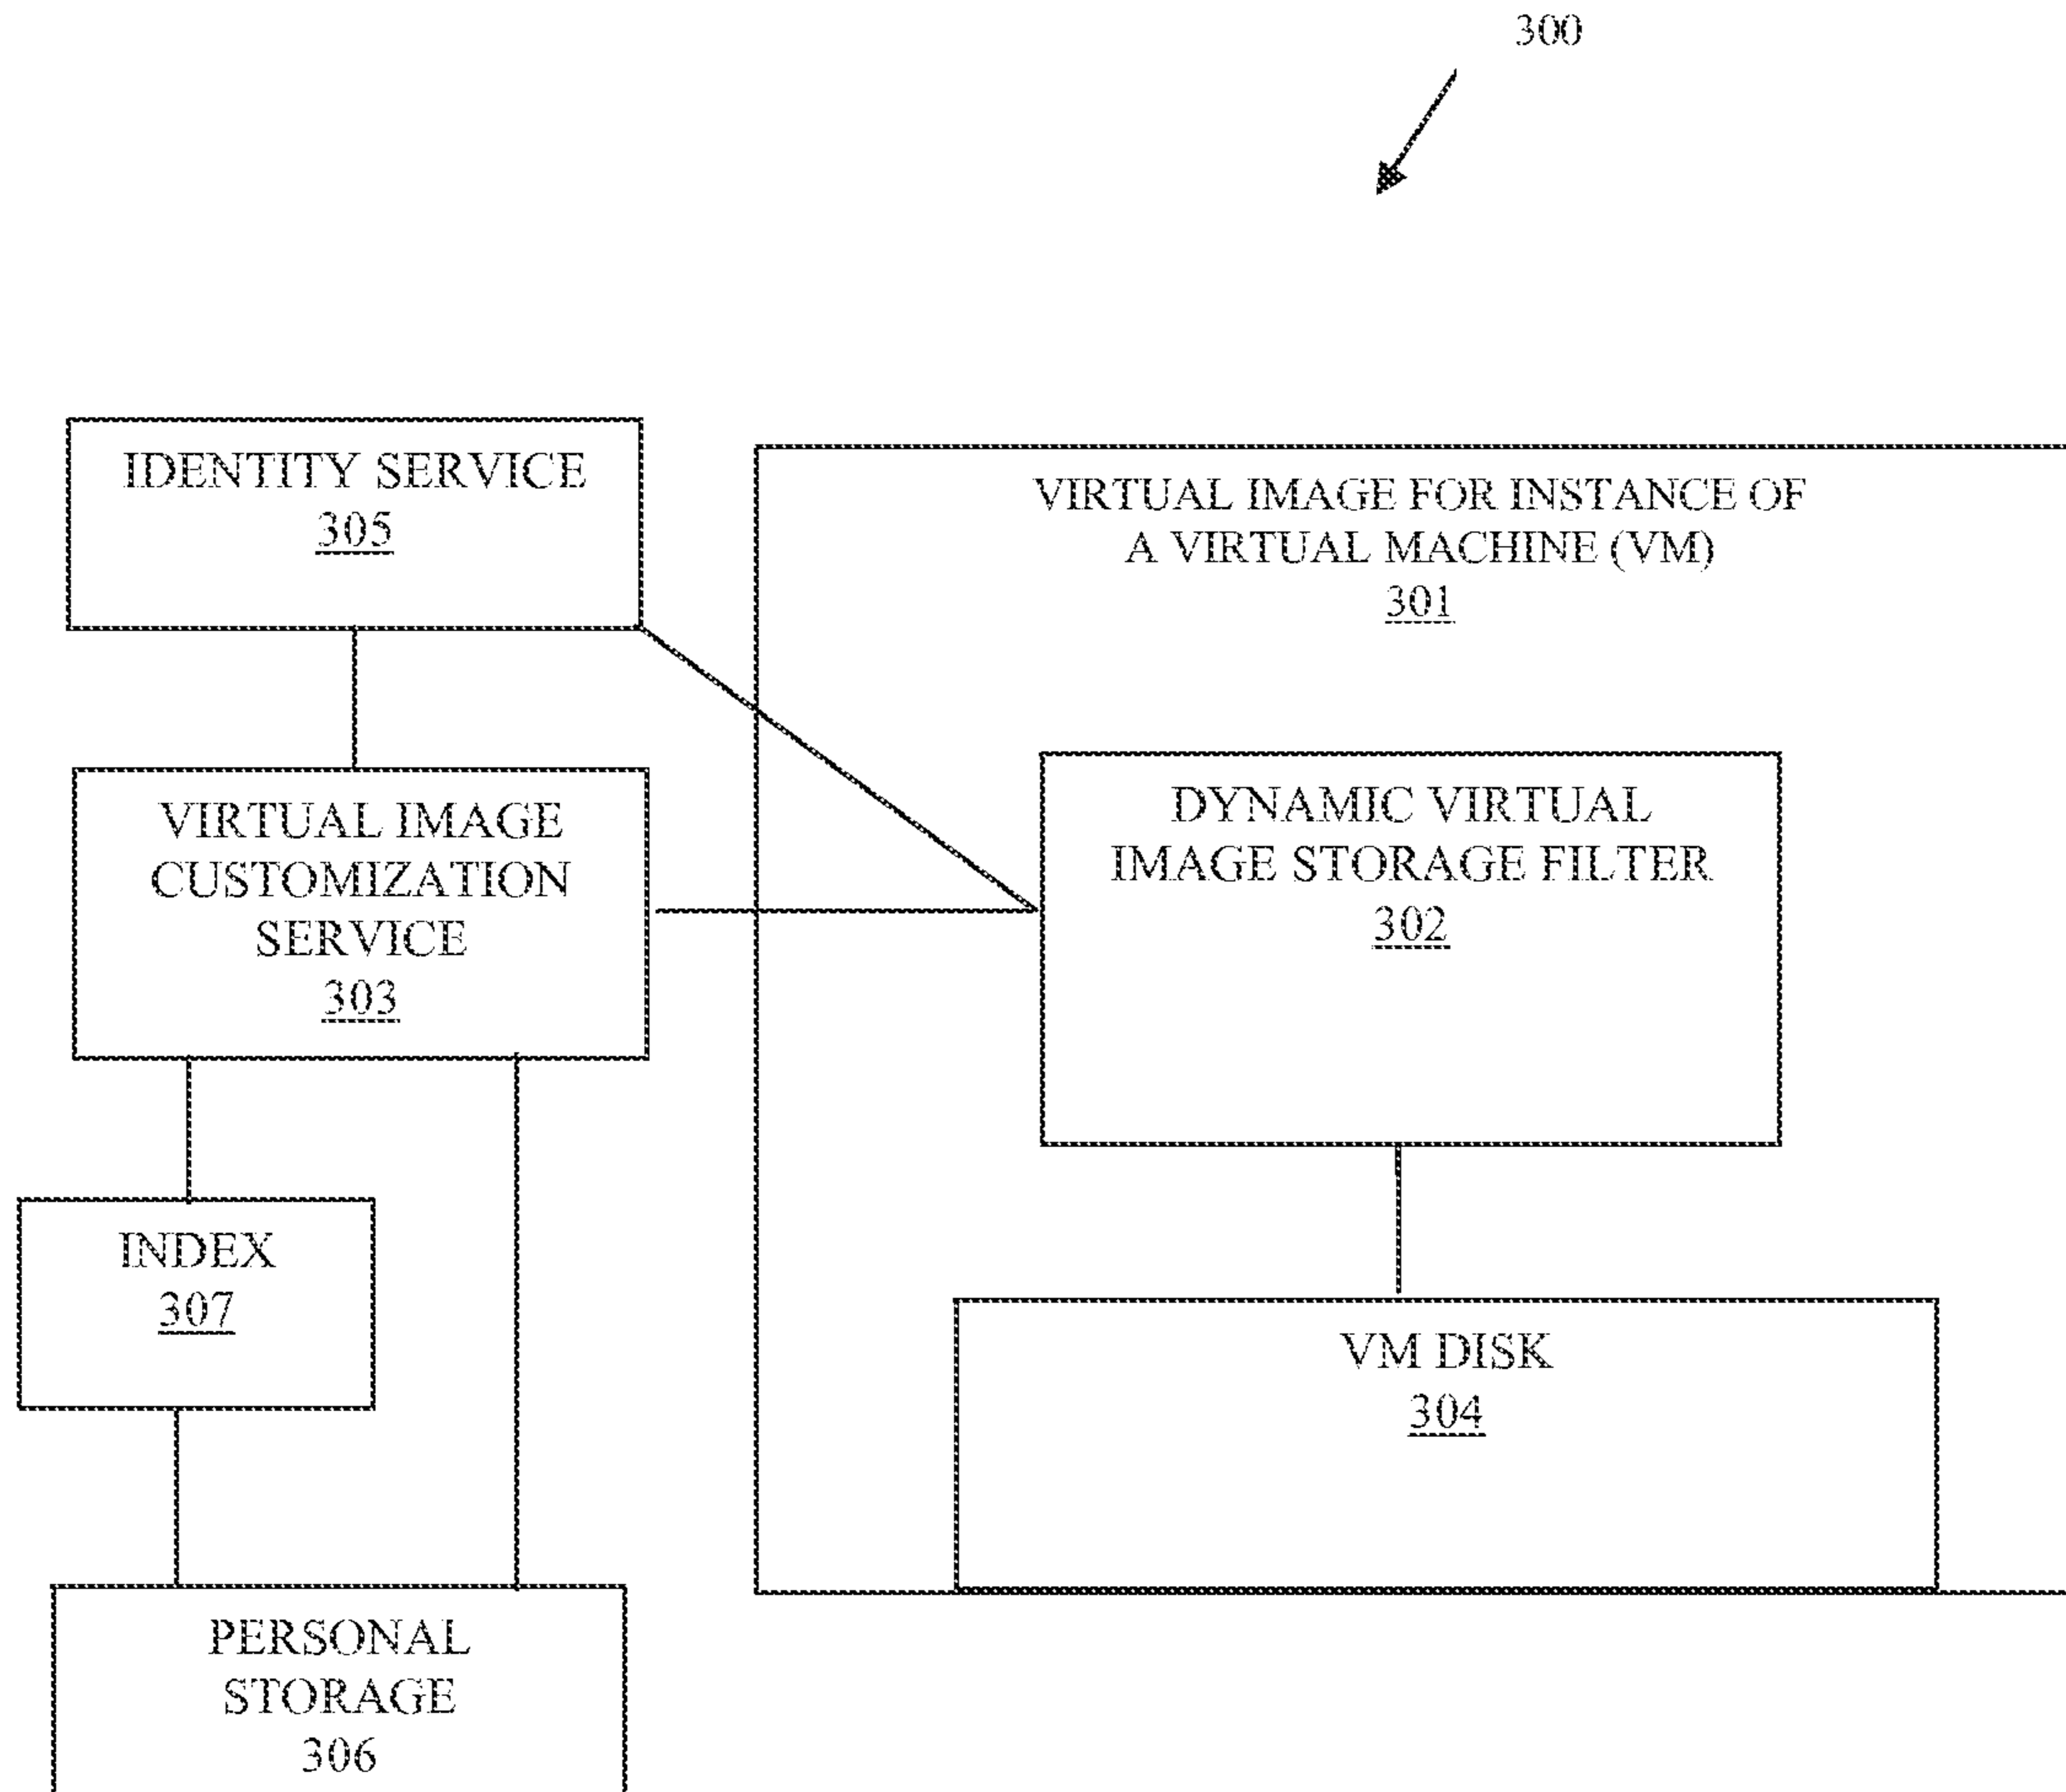 300
IDENTITY SERVICE
305
VIRTUAL IMAGE FOR INSTANCE OF
A VIRTUAL MACHINE (VM)
301
VIRTUAL IMAGE
CUSTOMIZATION
SERVICE
303
DYNAMIC VIRTUAL
IMAGE STORAGE FILTER
302
INDEX
307
VM DISK
304
PERSONAL
STORAGE
306